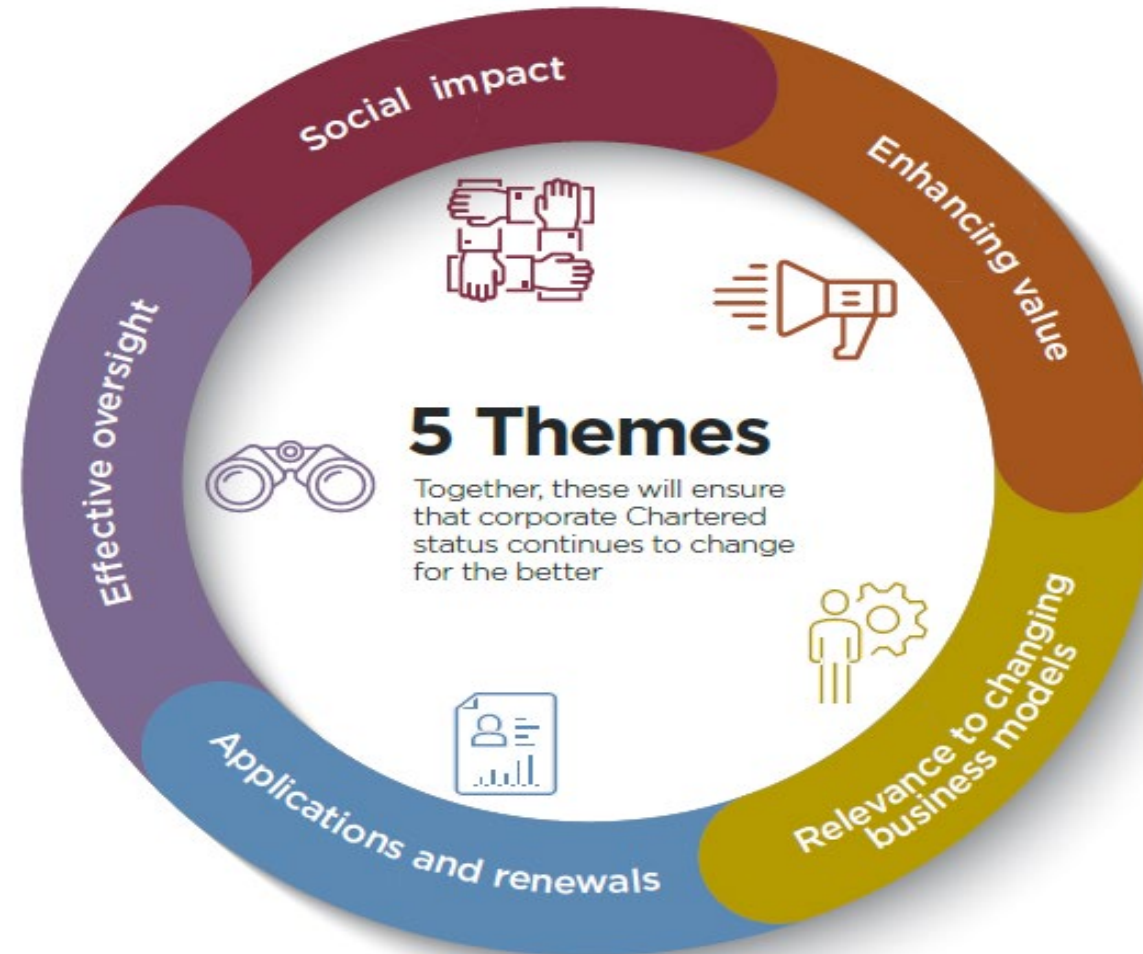 Social impact
Enhancing value
Relevance to changing
business models
Applications and renewals
Effective oversight
5 Themes
Together, these will ensure
that corporate Chartered
status continues to change
for the better